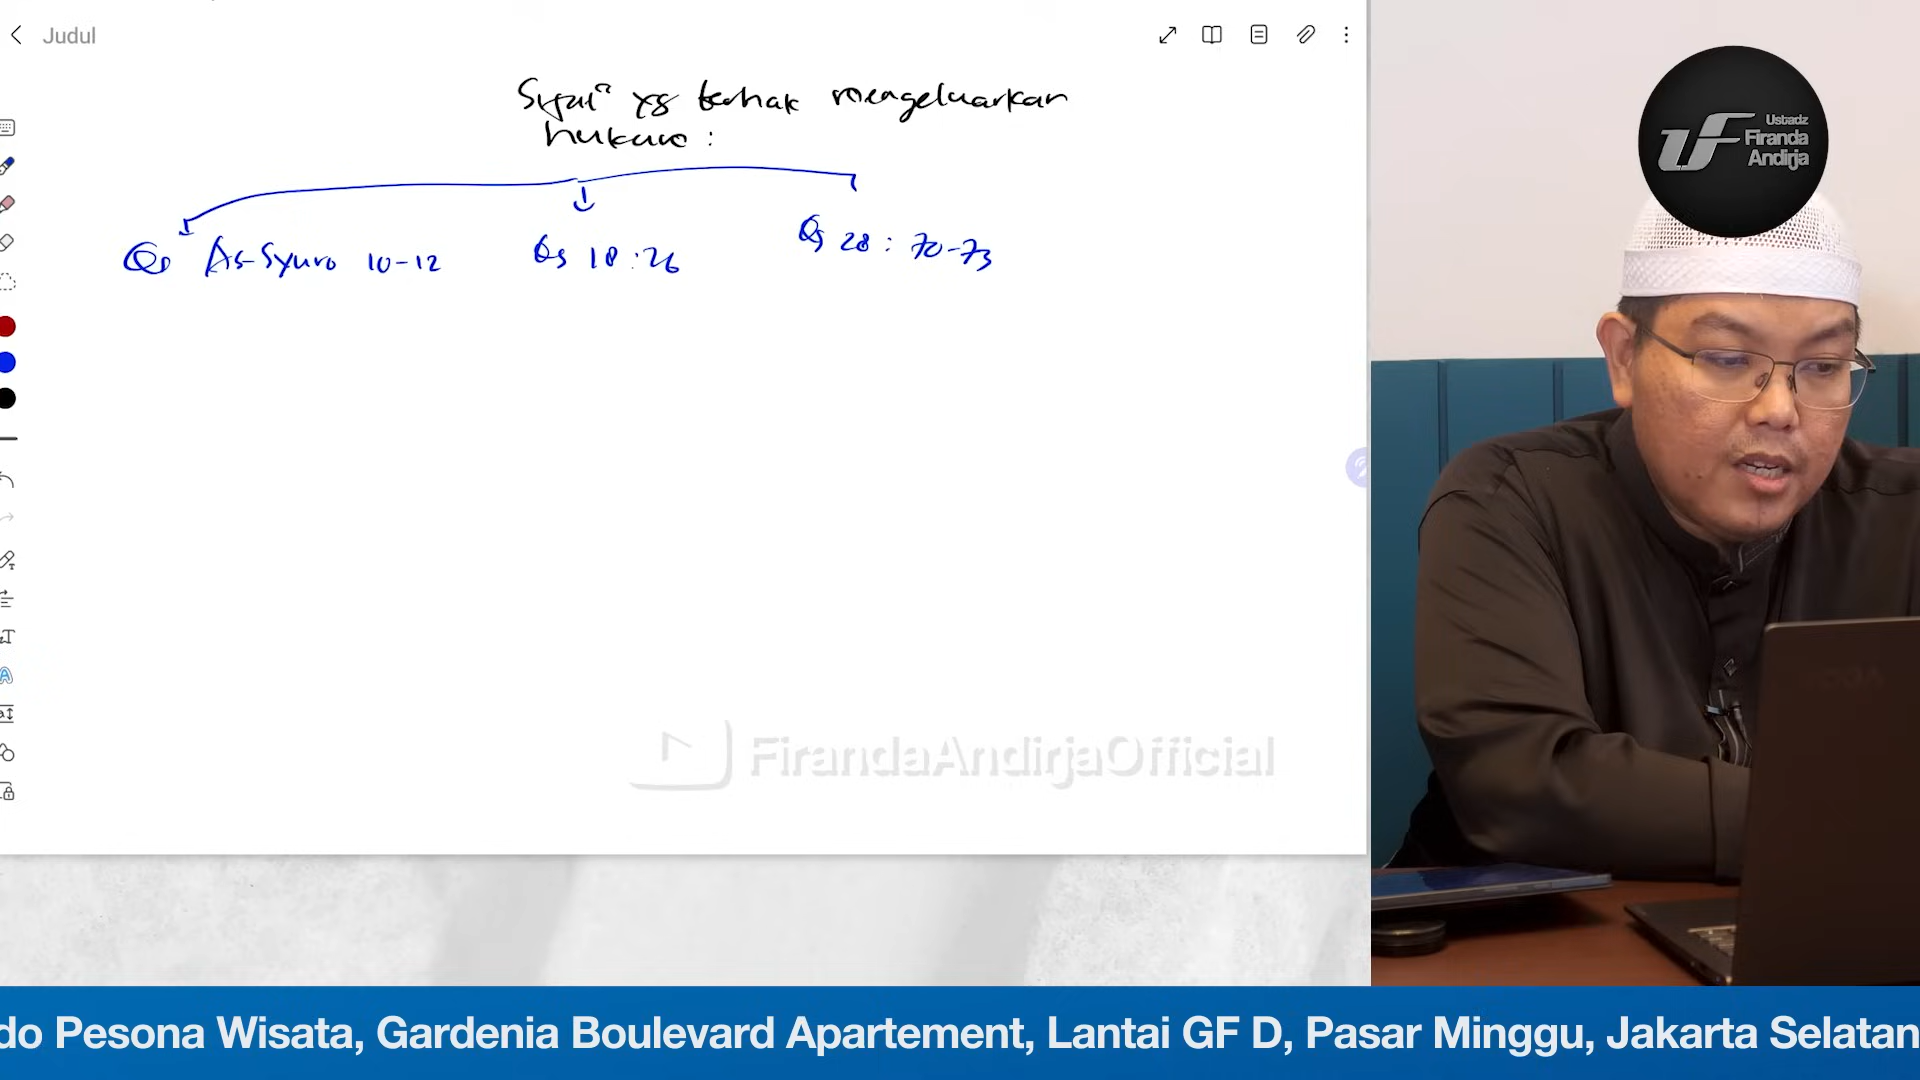 Judul
Syai² yg berhak mengeluarkan
hukum :
Qs As-Syuro 10-12
Qs 18:26
Qs 28 : 70-73
Ustadz
Firanda
Andirja
FirandaAndirjaOfficial
do Pesona Wisata, Gardenia Boulevard Apartement, Lantai GF D, Pasar Minggu, Jakarta Selatan